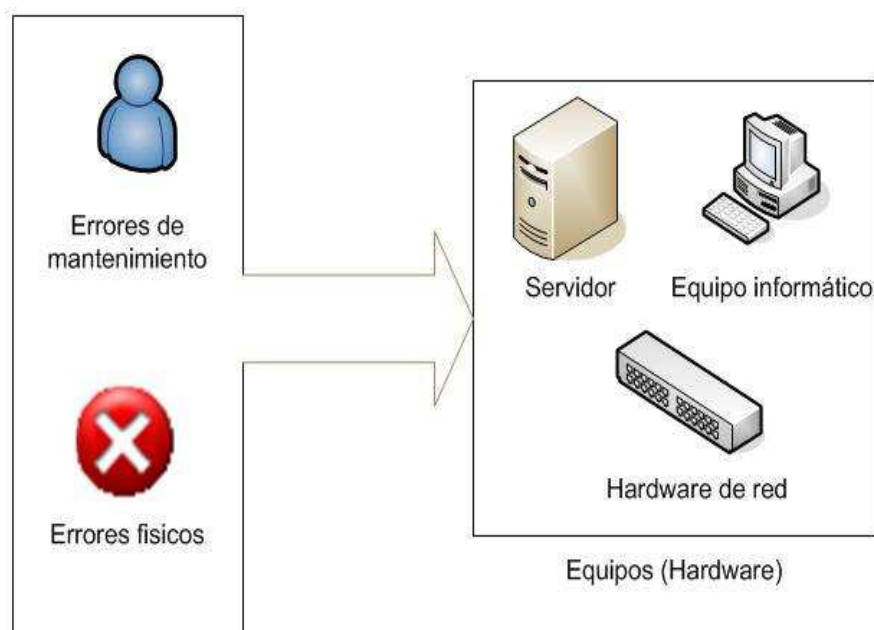 Errores de
mantenimiento
Errores fisicos
Servidor
Equipo informático
Hardware de red
Equipos (Hardware)